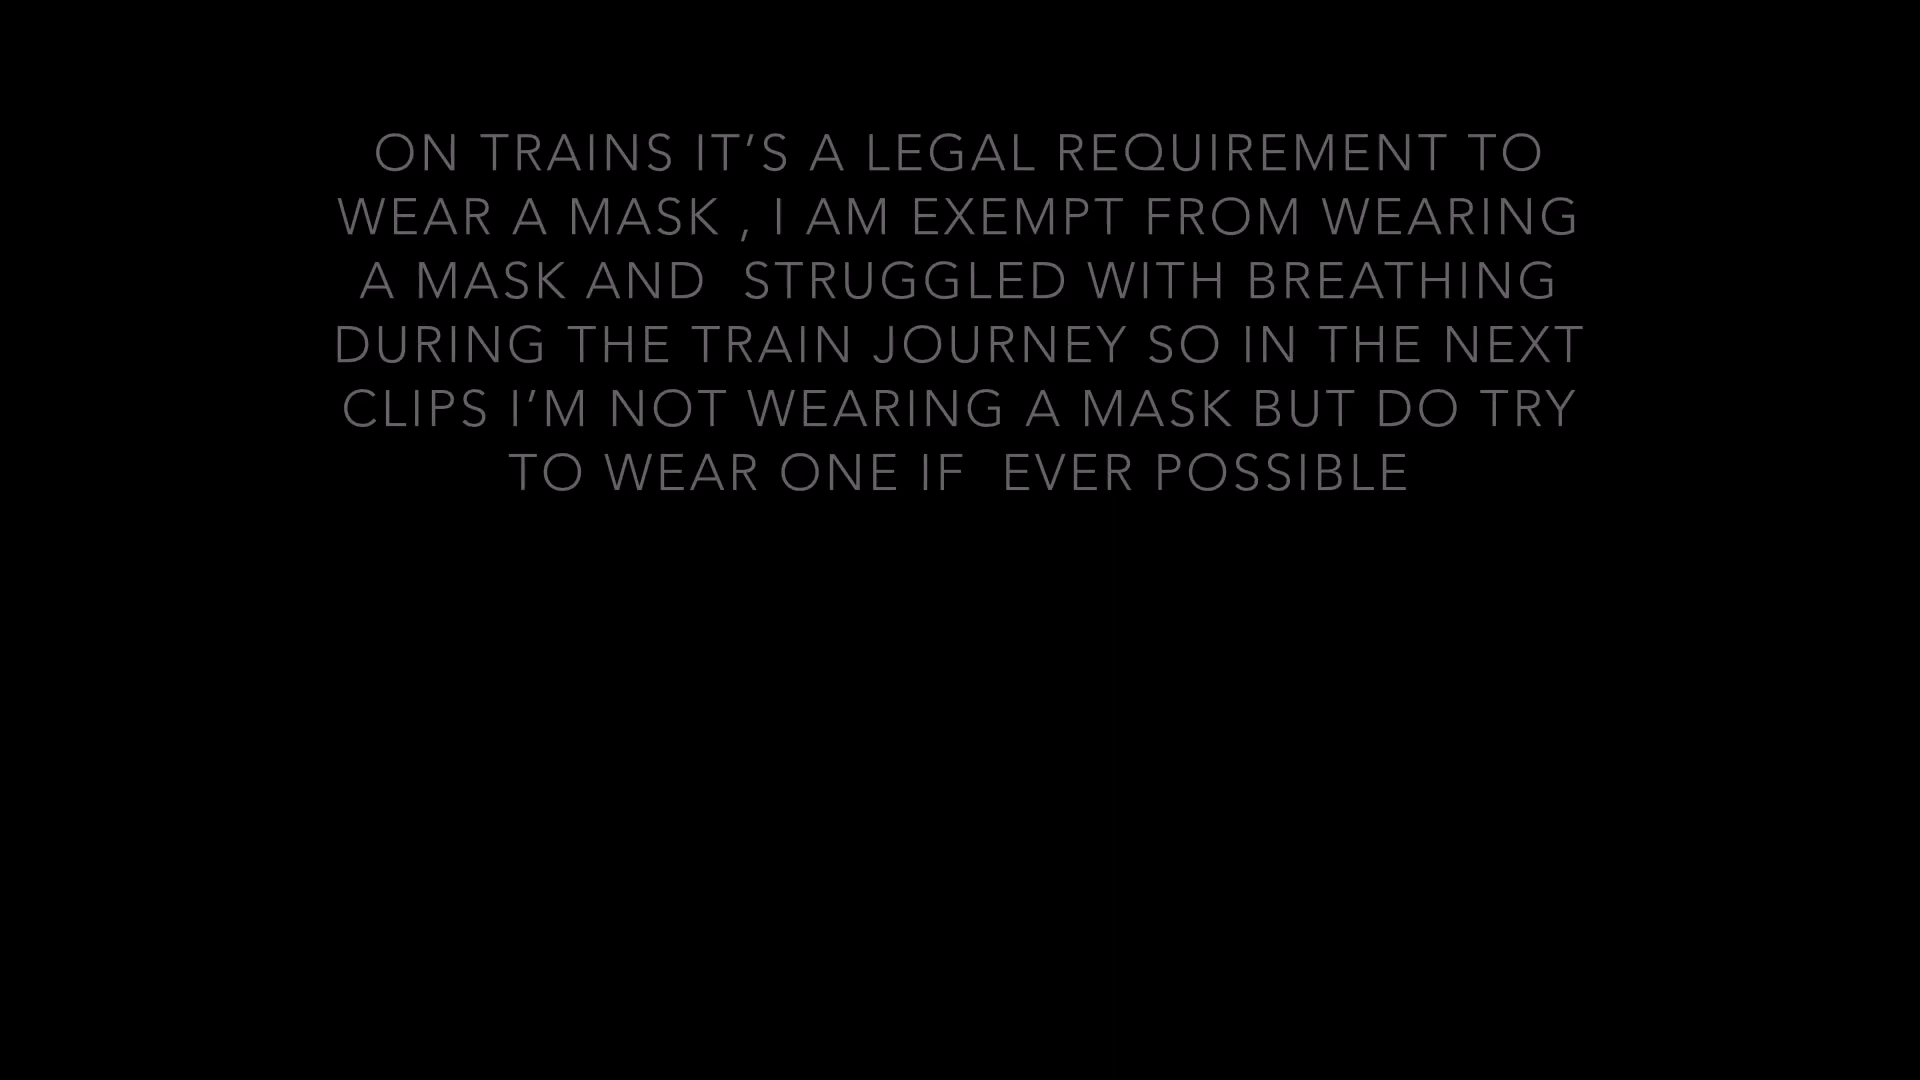 ON TRAINS IT’S A LEGAL REQUIREMENT TO
WEAR A MASK , I AM EXEMPT FROM WEARING
A MASK AND  STRUGGLED WITH BREATHING
DURING THE TRAIN JOURNEY SO IN THE NEXT
CLIPS I’M NOT WEARING A MASK BUT DO TRY
TO WEAR ONE IF  EVER POSSIBLE